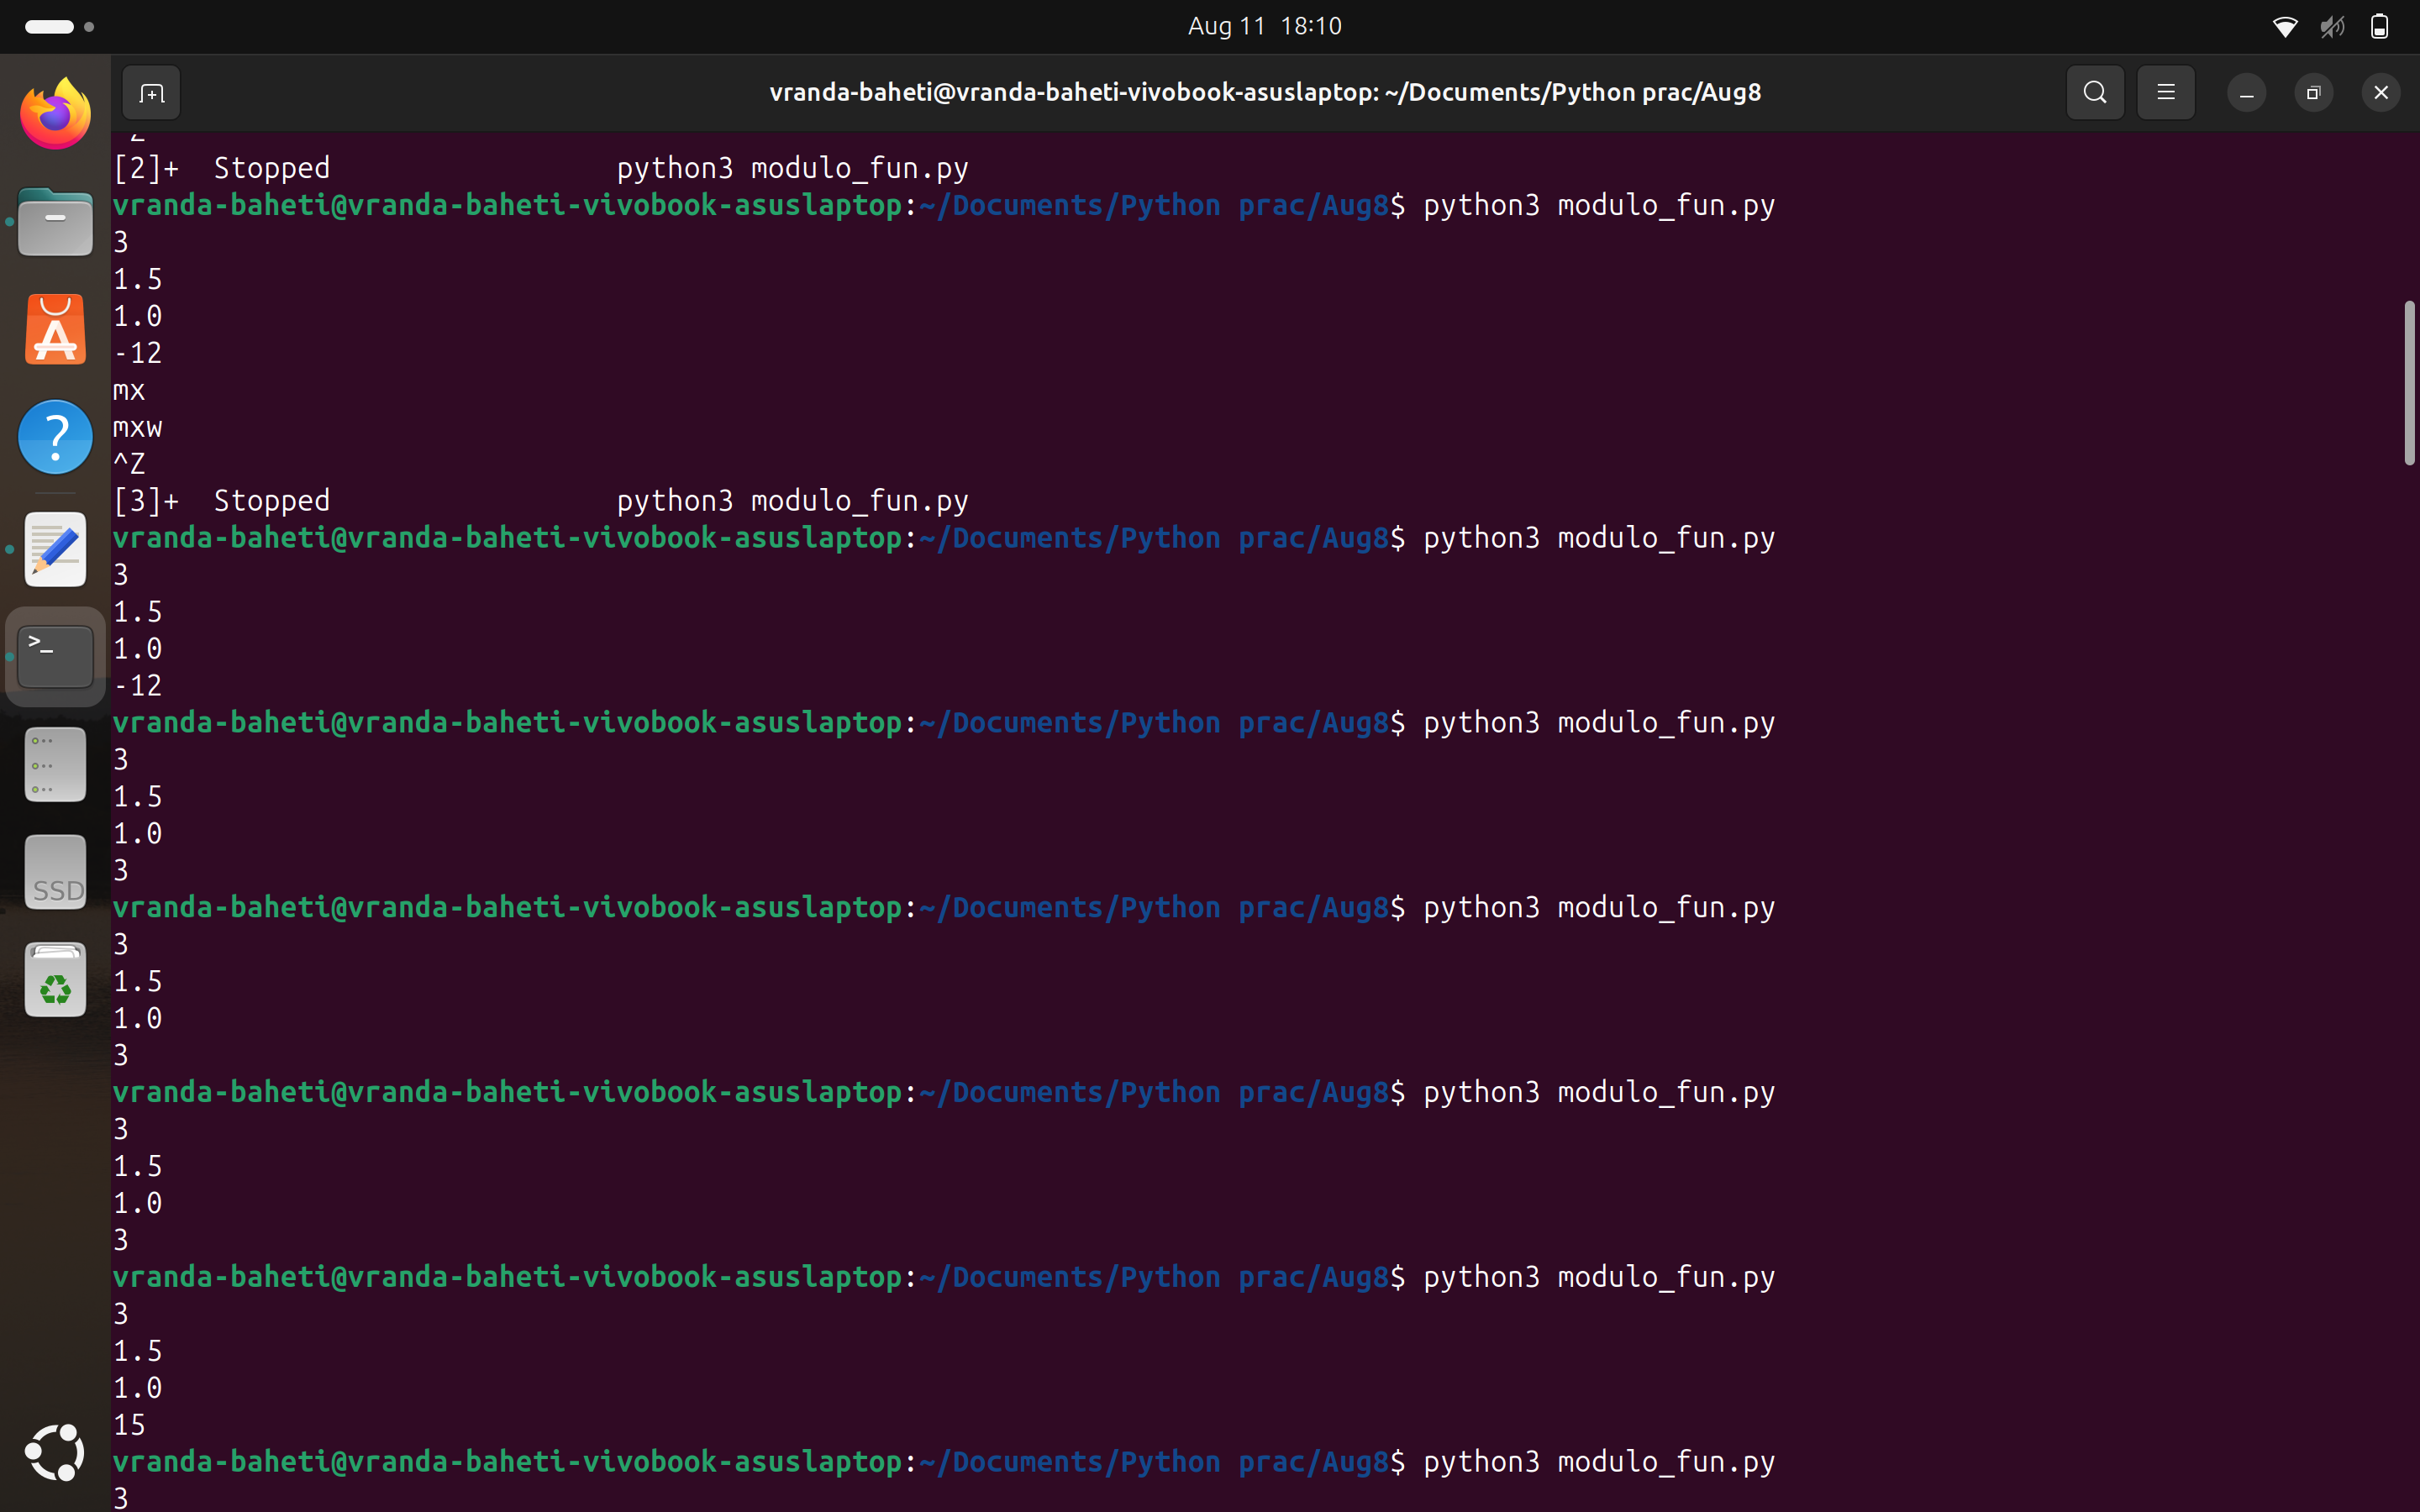 Aug 11 18:10
vranda-baheti@vranda-baheti-vivobook-asuslaptop: ~/Documents/Python prac/Aug8
[2]+  Stopped                 python3 modulo_fun.py
vranda-baheti@vranda-baheti-vivobook-asuslaptop:~/Documents/Python prac/Aug8$ python3 modulo_fun.py
3
1.5
1.0
-12
mx
mxw
^Z
[3]+  Stopped                 python3 modulo_fun.py
vranda-baheti@vranda-baheti-vivobook-asuslaptop:~/Documents/Python prac/Aug8$ python3 modulo_fun.py
3
1.5
1.0
-12
vranda-baheti@vranda-baheti-vivobook-asuslaptop:~/Documents/Python prac/Aug8$ python3 modulo_fun.py
3
1.5
1.0
3
vranda-baheti@vranda-baheti-vivobook-asuslaptop:~/Documents/Python prac/Aug8$ python3 modulo_fun.py
3
1.5
1.0
3
vranda-baheti@vranda-baheti-vivobook-asuslaptop:~/Documents/Python prac/Aug8$ python3 modulo_fun.py
3
1.5
1.0
3
vranda-baheti@vranda-baheti-vivobook-asuslaptop:~/Documents/Python prac/Aug8$ python3 modulo_fun.py
3
1.5
1.0
15
vranda-baheti@vranda-baheti-vivobook-asuslaptop:~/Documents/Python prac/Aug8$ python3 modulo_fun.py
3
SSD